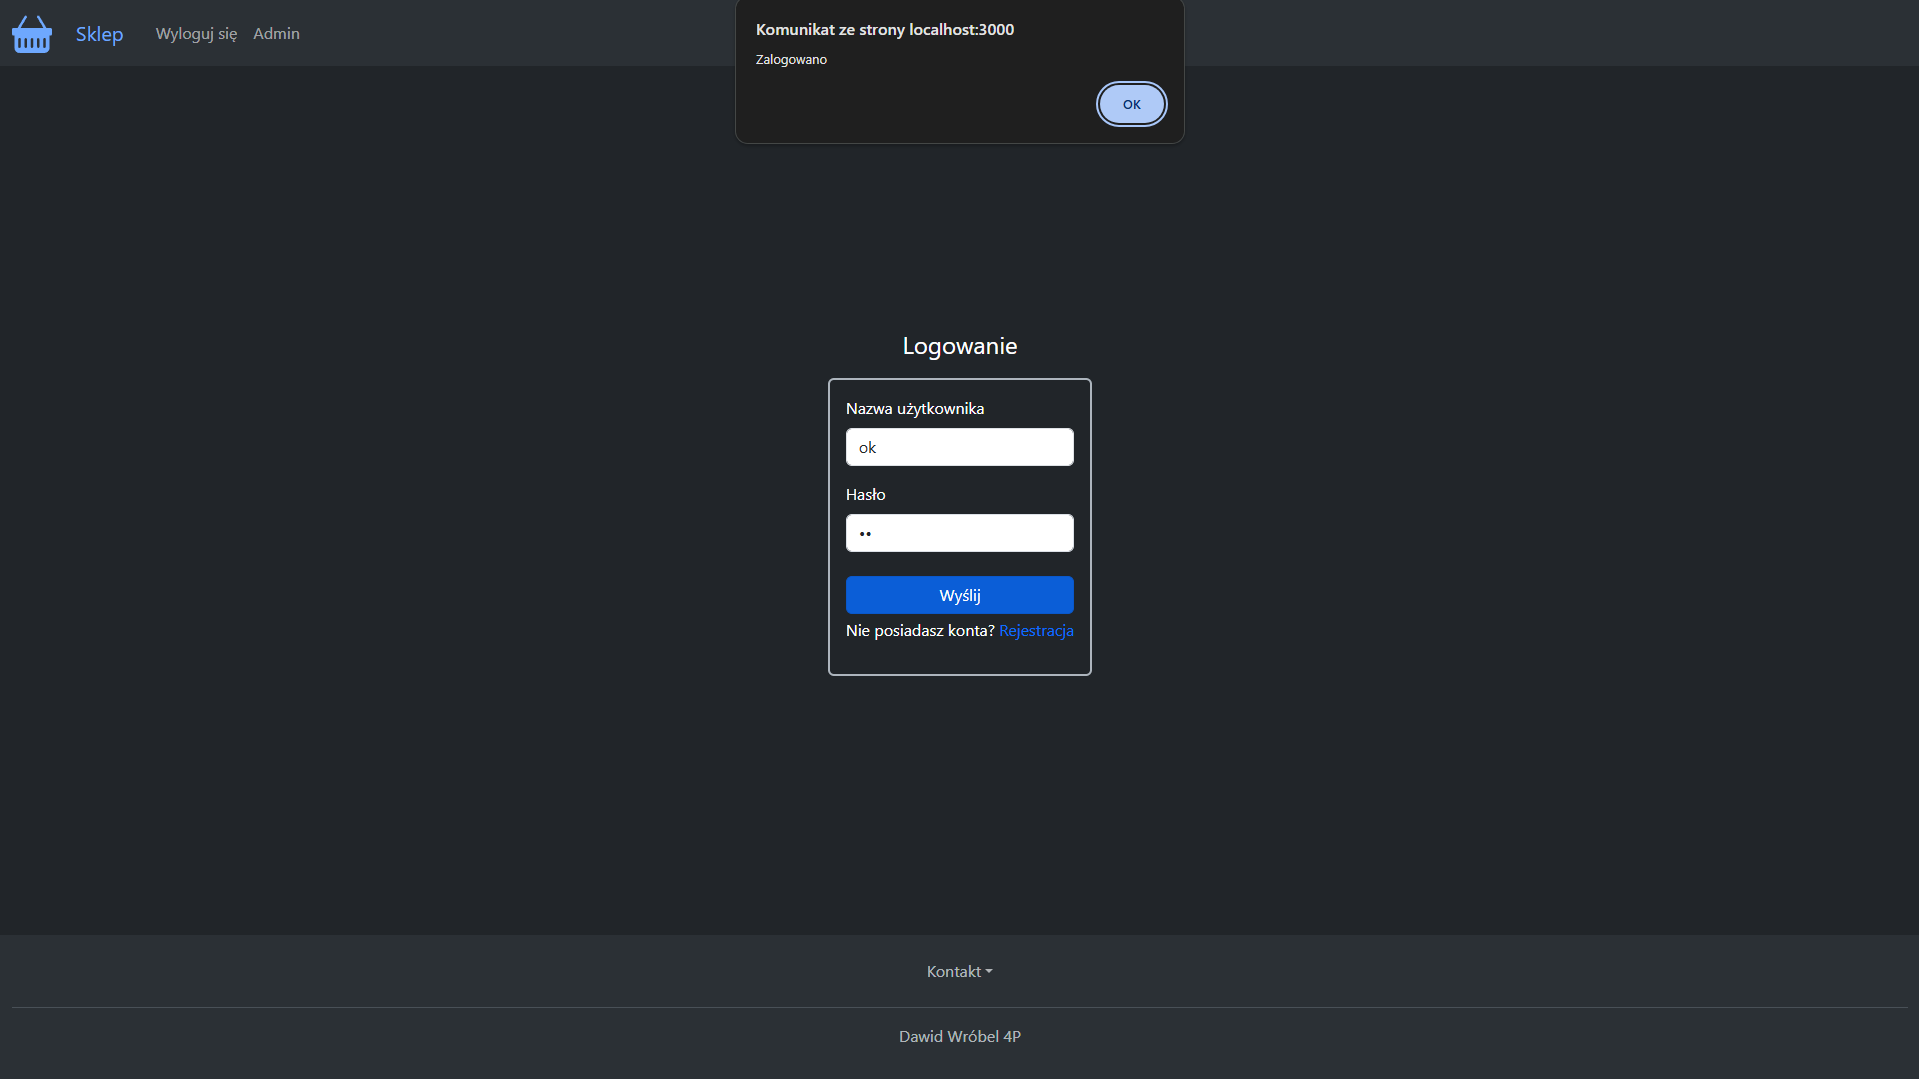 Sklep
Wyloguj się
Admin
Komunikat ze strony localhost:3000
Zalogowano
OK
Logowanie
Nazwa użytkownika
ok
Hasło
••
Wyślij
Nie posiadasz konta? Rejestracja
Kontakt
Dawid Wróbel 4P